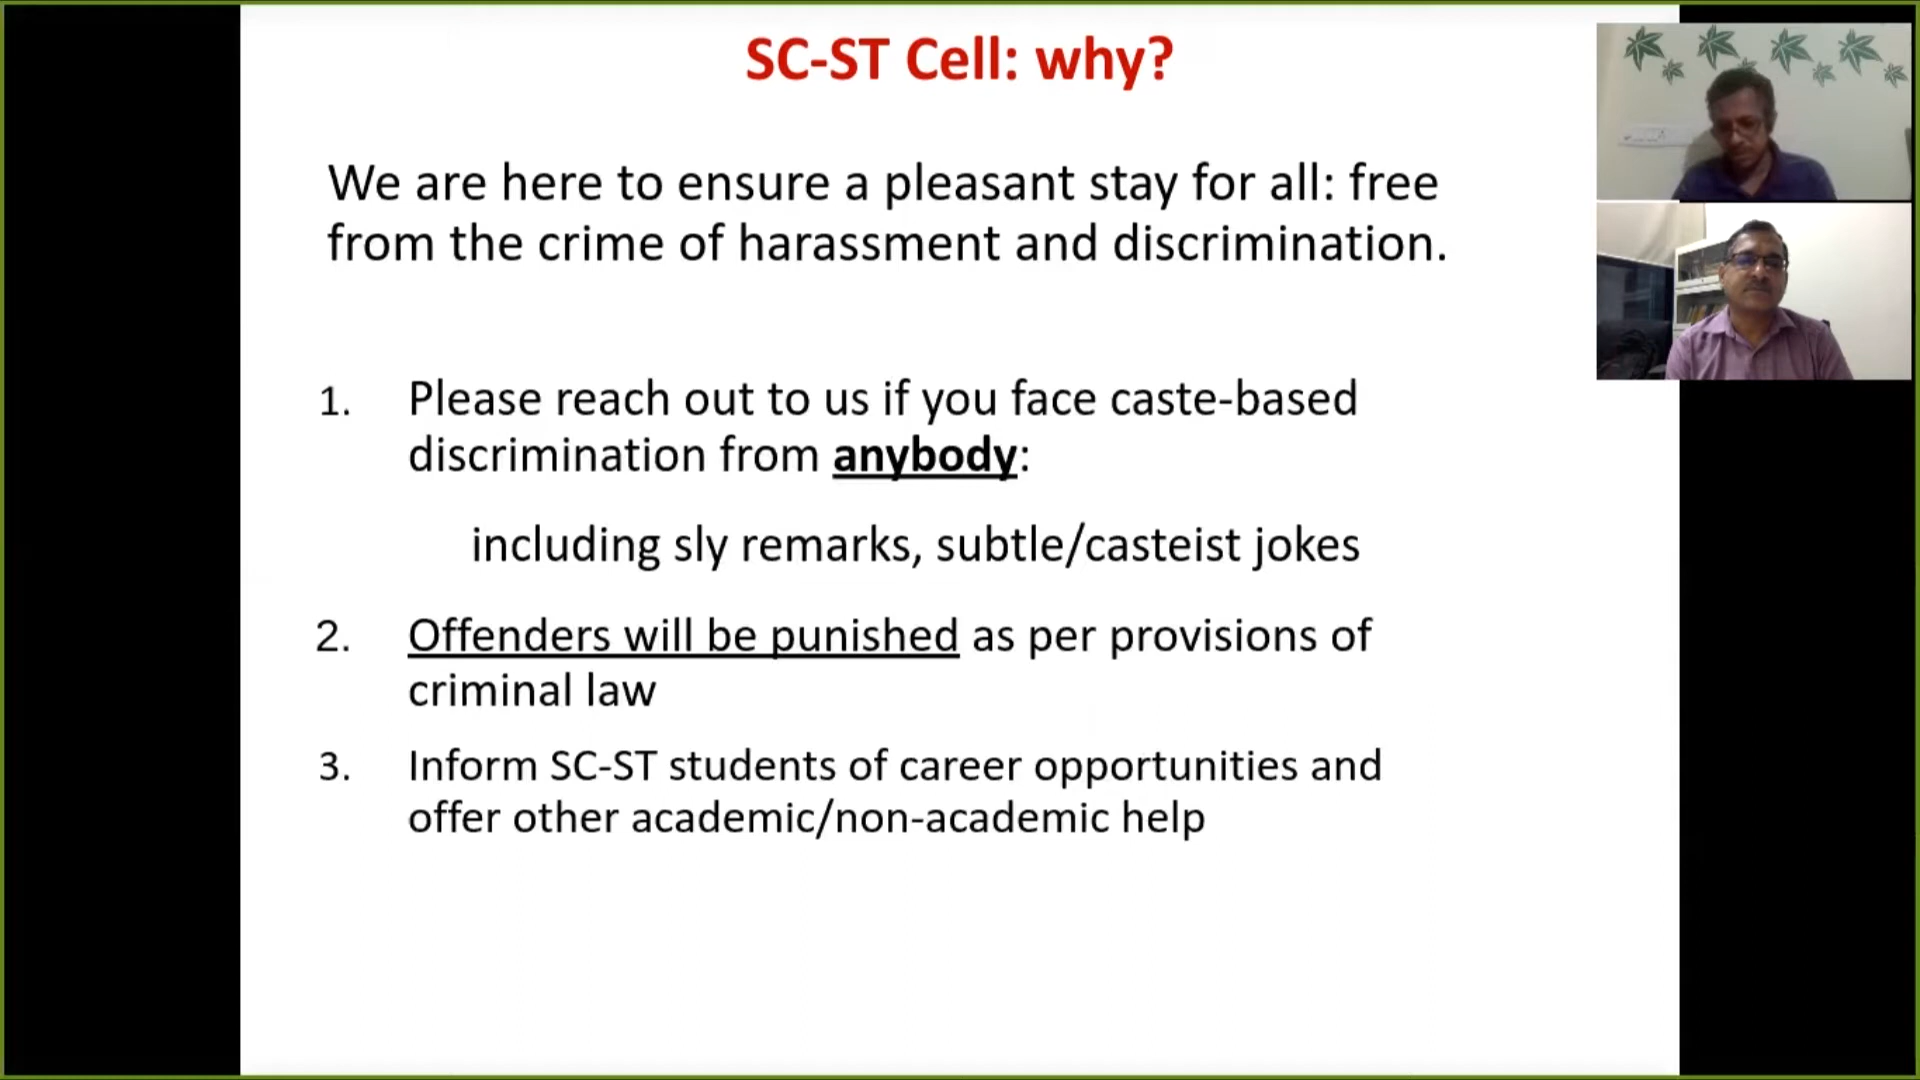 SC-ST Cell: why?
We are here to ensure a pleasant stay for all: free
from the crime of harassment and discrimination.
1. Please reach out to us if you face caste-based
discrimination from anybody:
including sly remarks, subtle/casteist jokes
2. Offenders will be punished as per provisions of
criminal law
3. Inform SC-ST students of career opportunities and
offer other academic/non-academic help